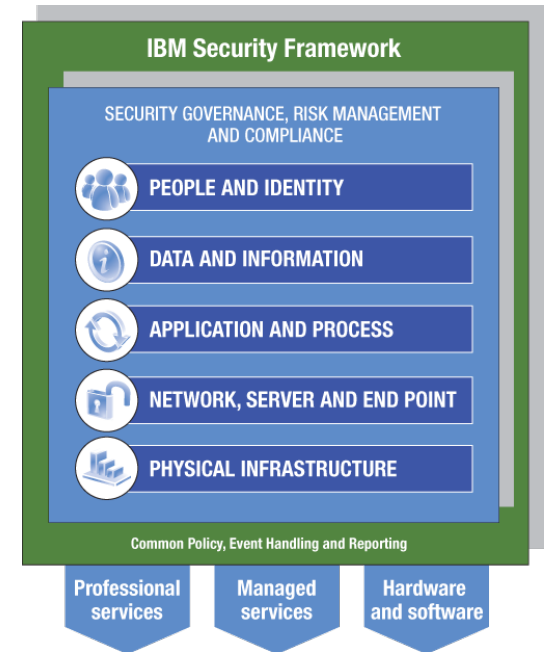 IBM Security Framework
SECURITY GOVERNANCE, RISK MANAGEMENT
AND COMPLIANCE
PEOPLE AND IDENTITY
DATA AND INFORMATION
APPLICATION AND PROCESS
NETWORK, SERVER AND END POINT
PHYSICAL INFRASTRUCTURE
Common Policy, Event Handling and Reporting
Professional
services
Managed
services
Hardware
and software